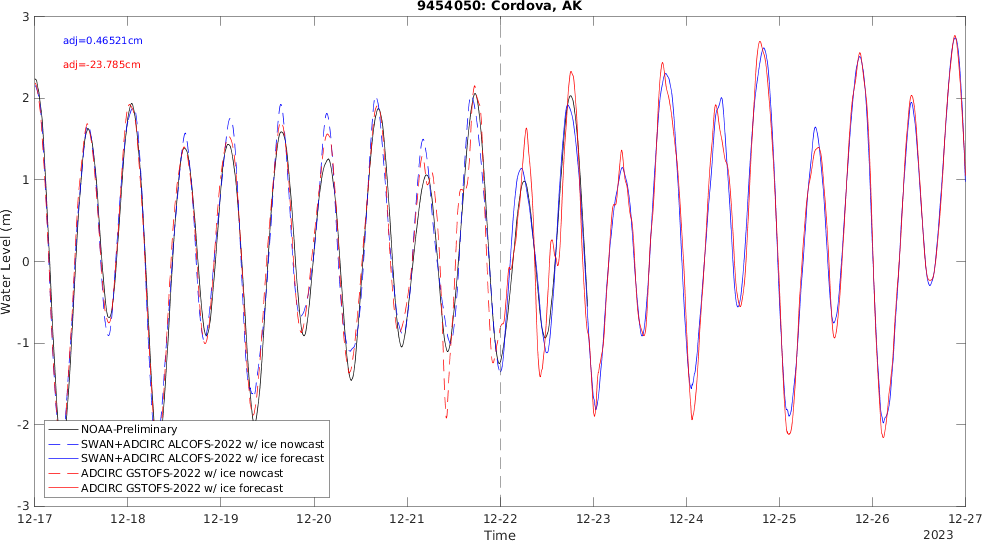 9454050: Cordova, AK
adj=0.46521cm
adj=-23.785cm
3
2
1
0
-1
-2
-3
Water Level (m)
NOAA-Preliminary
SWAN+ADCIRC ALCOFS-2022 w/ ice nowcast
SWAN+ADCIRC ALCOFS-2022 w/ ice forecast
ADCIRC GSTOFS-2022 w/ ice nowcast
ADCIRC GSTOFS-2022 w/ ice forecast
12-17 12-18 12-19 12-20 12-21 12-22 12-23 12-24 12-25 12-26 12-27
Time
2023